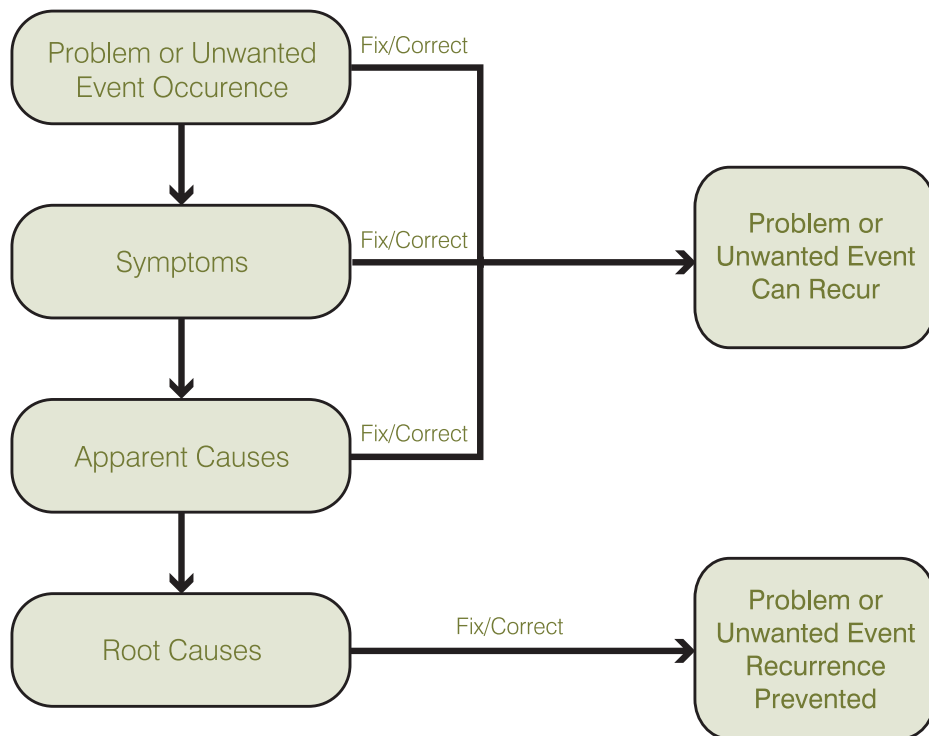 Problem or Unwanted
Event Occurence
Fix/Correct
Symptoms
Fix/Correct
Problem or
Unwanted Event
Can Recur
Apparent Causes
Fix/Correct
Root Causes
Fix/Correct
Problem or
Unwanted Event
Recurrence
Prevented